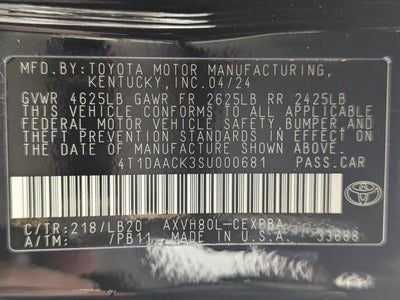 MFD.BY:TOYOTA MOTOR MANUFACTURING,
KENTUCKY, INC. 04/24
GVWR 4625LB GAWR FR 2625LB RR 2425LB
THIS VEHICLE CONFORMS TO ALL APPLICABLE
FEDERAL MOTOR VEHICLE SAFETY,BUMPER AND
THEFT PREVENTION STANDARDS IN EFFECT ON
THE DATE OF MANUFACTURE SHOWN ABOVE.
4T1DAACK3SU000681 PASS.CAR
C/TR:218/LB20 AXVH80L-CEXPBA
A/TM: /PB11 MADE IN U.S.A. 33688
TOYOTA